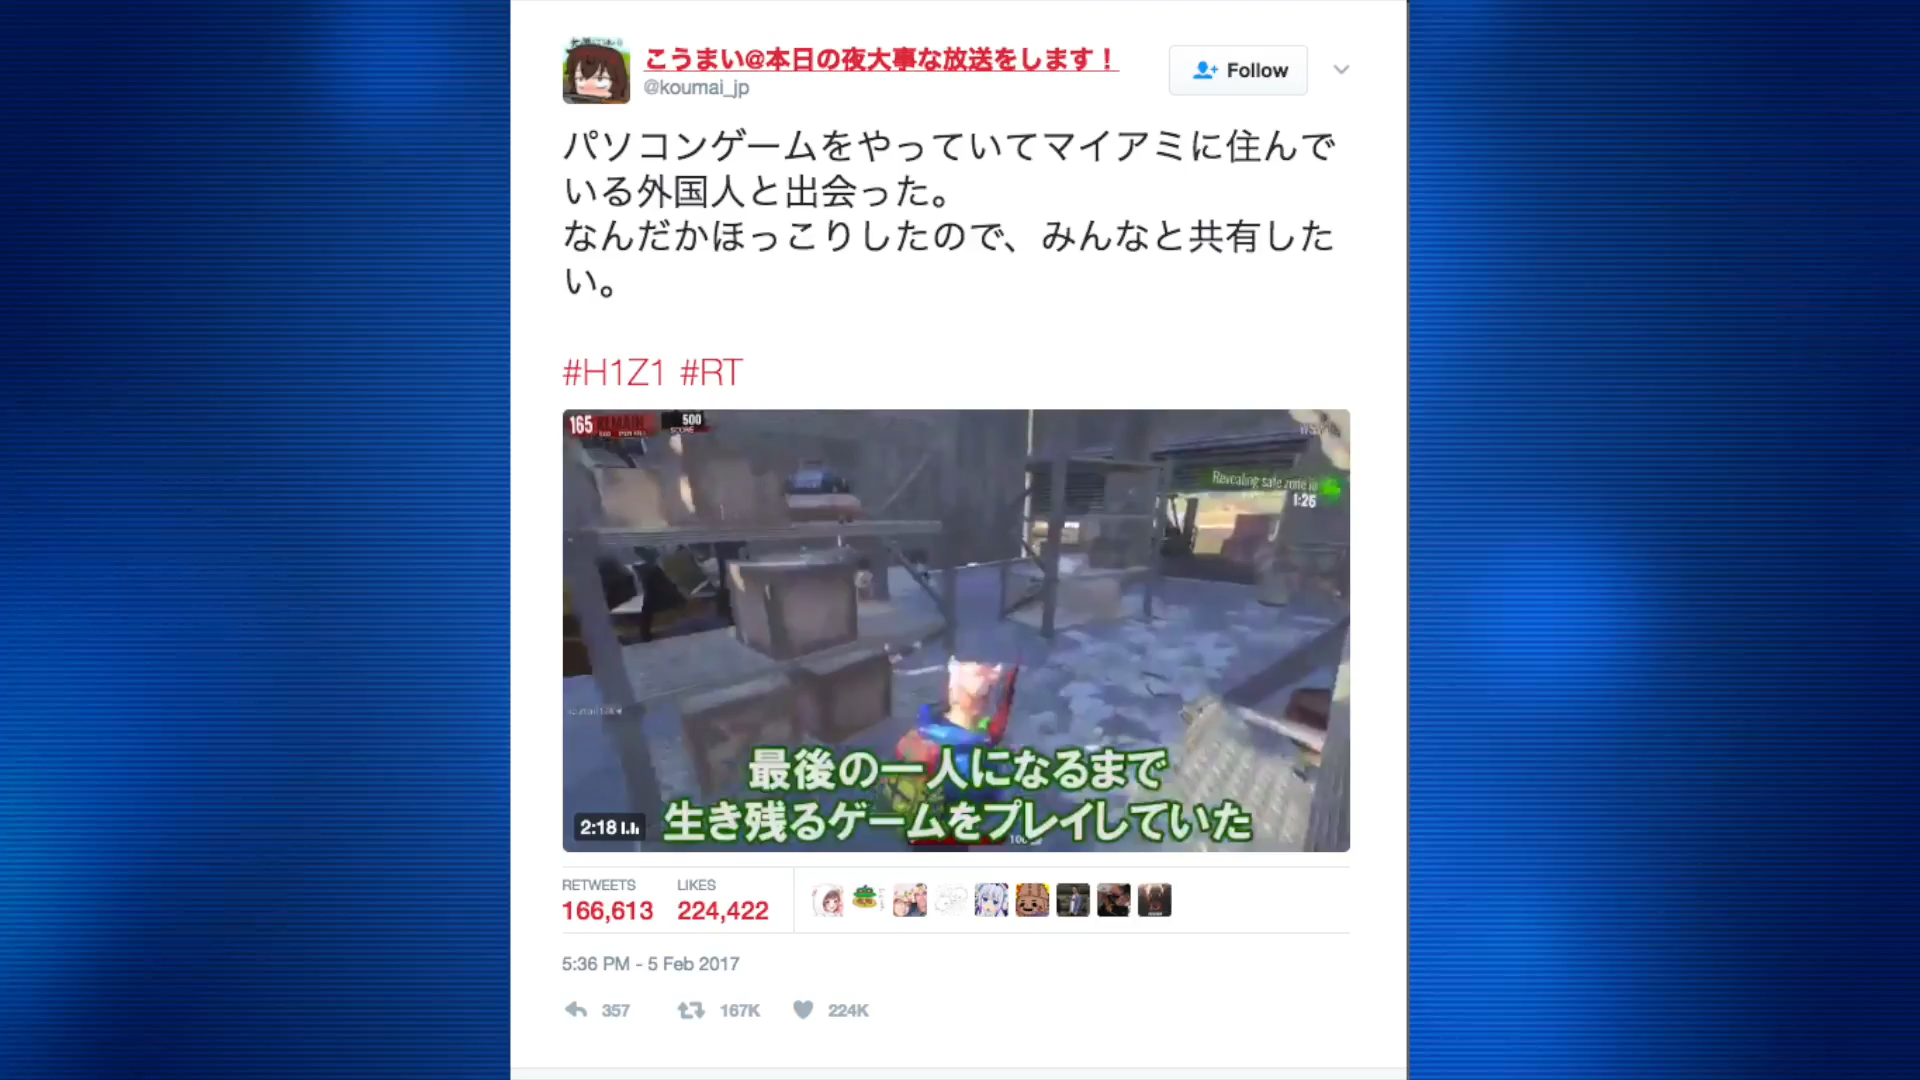 こうまい@本日の夜大事な放送をします！
@koumai_jp
Follow
パソコンゲームをやっていてマイアミに住んで
いる外国人と出会った。
なんだかほっこりしたので、みんなと共有した
い。
#H1Z1 #RT
165 REMAIN
500
SCORE
Revealing safe zone in
1:26
最後の一人になるまで
生き残るゲームをプレイしていた
2:18
100
RETWEETS
166,613
LIKES
224,422
5:36 PM - 5 Feb 2017
357
167K
224K